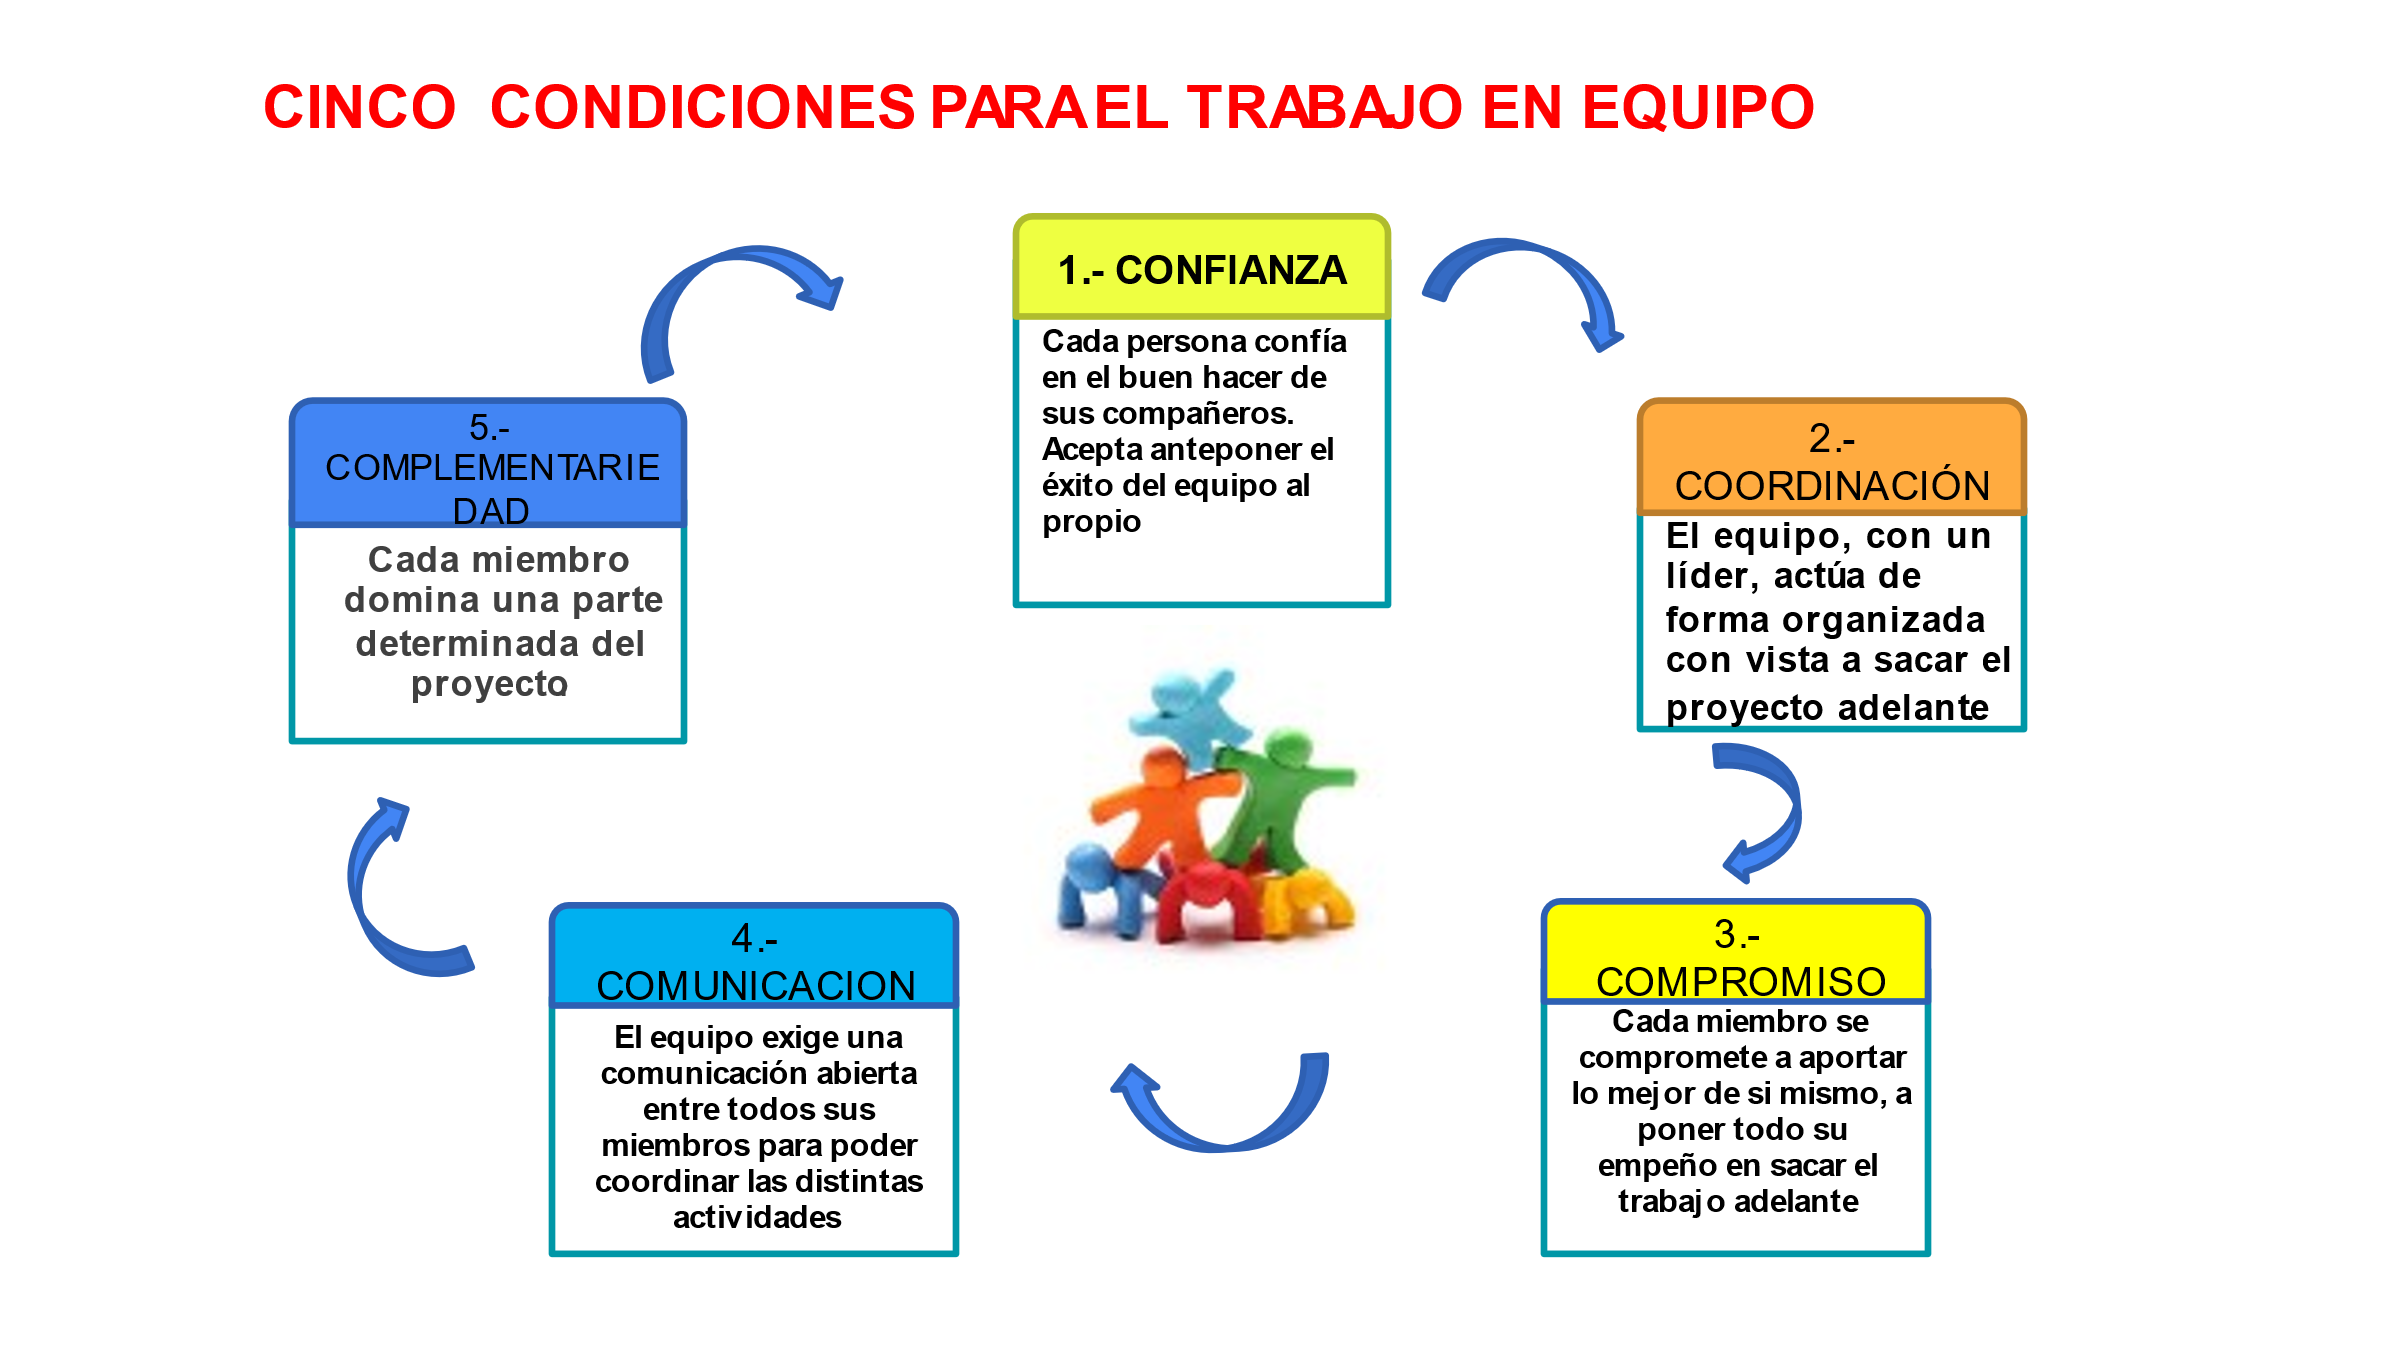 CINCO CONDICIONES PARA EL TRABAJO EN EQUIPO
1.- CONFIANZA
Cada persona confía
en el buen hacer de
sus compañeros.
Acepta anteponer el
éxito del equipo al
propio
2.-
COORDINACIÓN
El equipo, con un
líder, actúa de
forma organizada
con vista a sacar el
proyecto adelante
3.-
COMPROMISO
Cada miembro se
compromete a aportar
lo mejor de si mismo, a
poner todo su
empeño en sacar el
trabajo adelante
4.-
COMUNICACION
El equipo exige una
comunicación abierta
entre todos sus
miembros para poder
coordinar las distintas
actividades
5.-
COMPLEMENTARIE
DAD
Cada miembro
domina una parte
determinada del
proyecto.